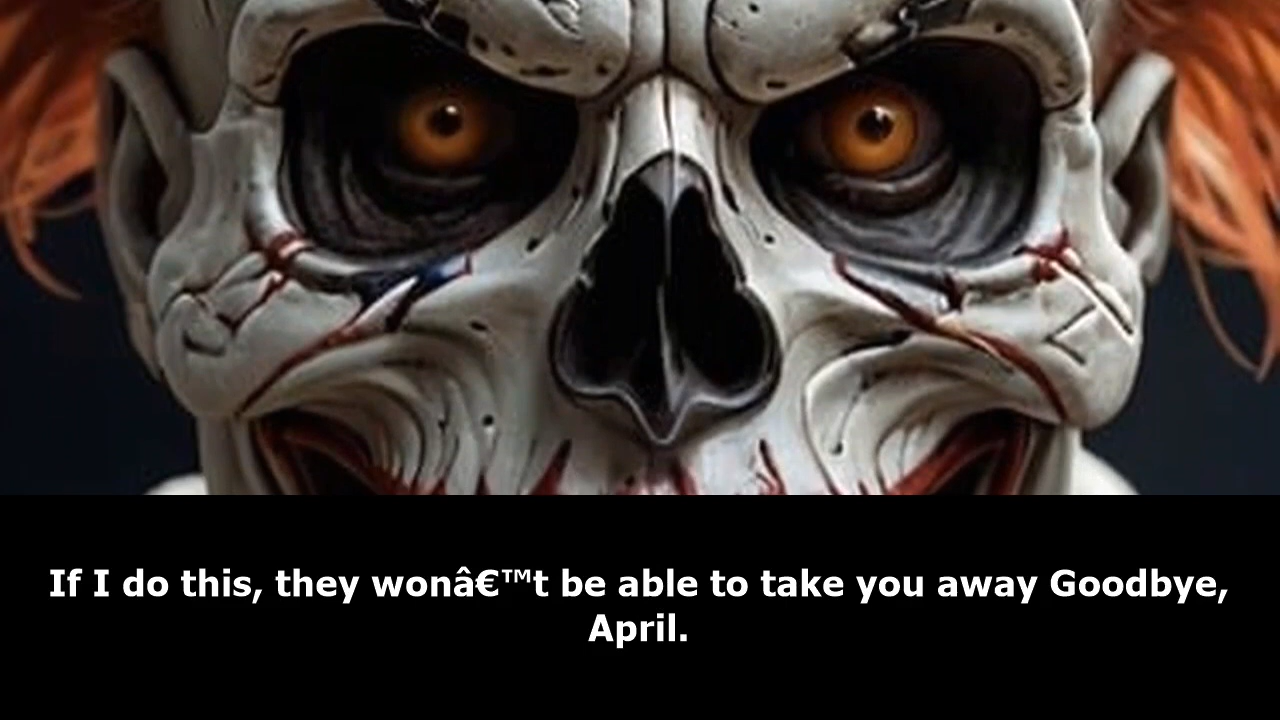 If I do this, they wonâ€™t be able to take you away Goodbye,
April.